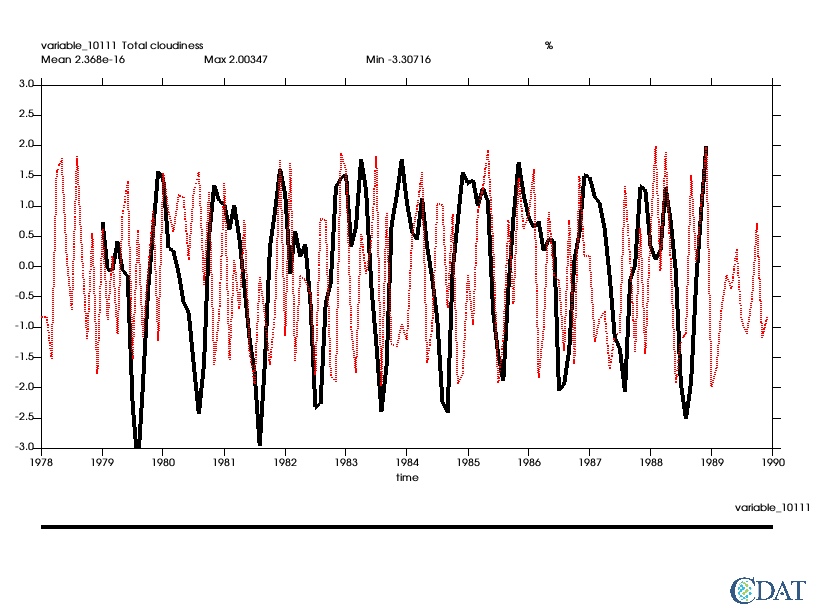 variable_10111 Total cloudiness %
Mean 2.368e-16 Max 2.00347 Min -3.30716
3.0
2.5
2.0
1.5
1.0
0.5
0.0
-0.5
-1.0
-1.5
-2.0
-2.5
-3.0
1978 1979 1980 1981 1982 1983 1984 1985 1986 1987 1988 1989 1990
time
variable_10111
CDAT